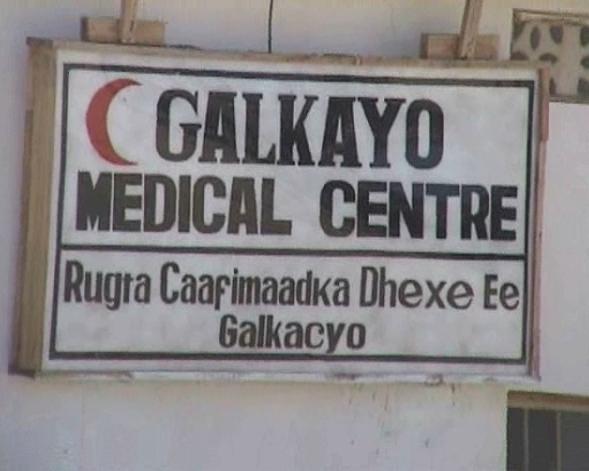 GALKAYO
MEDICAL CENTRE
Rugta Caafimaadka Dhexe Ee
Galkacyo